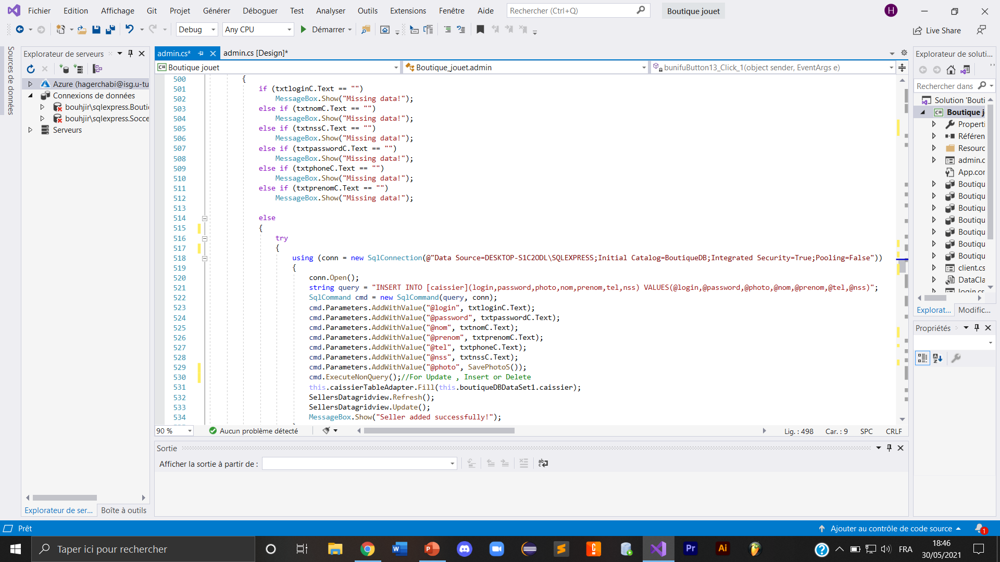 Fichier Edition Affichage Git Projet Générer Déboguer Test Analyser Outils Extensions Fenêtre Aide Rechercher (Ctrl+Q) Boutique jouet H
Debug Any CPU Démarrer Live Share
Sources de données
Explorateur de serveurs
Azure (hagerchabi@isg.u-tu
Connexions de données
bouhjir\sqlexpress.Bouti
bouhjir\sqlexpress.Socce
Serveurs
Explorateur de ser... Boîte à outils
admin.cs* admin.cs [Design]*
C# Boutique jouet Boutique_jouet.admin bunifuButton13_Click_1(object sender, EventArgs e)
500 {
501 if (txtloginC.Text == "")
502 MessageBox.Show("Missing data!");
503 else if (txtnomC.Text == "")
504 MessageBox.Show("Missing data!");
505 else if (txtnssC.Text == "")
506 MessageBox.Show("Missing data!");
507 else if (txtpasswordC.Text == "")
508 MessageBox.Show("Missing data!");
509 else if (txtphoneC.Text == "")
510 MessageBox.Show("Missing data!");
511 else if (txtprenomC.Text == "")
512 MessageBox.Show("Missing data!");
513
514 else
515 {
516 try
517 {
518 using (conn = new SqlConnection(@"Data Source=DESKTOP-S1C2ODL\SQLEXPRESS;Initial Catalog=BoutiqueDB;Integrated Security=True;Pooling=False"))
519 {
520 conn.Open();
521 string query = "INSERT INTO [caissier](login,password,photo,nom,prenom,tel,nss) VALUES(@login,@password,@photo,@nom,@prenom,@tel,@nss)";
522 SqlCommand cmd = new SqlCommand(query, conn);
523 cmd.Parameters.AddWithValue("@login", txtloginC.Text);
524 cmd.Parameters.AddWithValue("@password", txtpasswordC.Text);
525 cmd.Parameters.AddWithValue("@nom", txtnomC.Text);
526 cmd.Parameters.AddWithValue("@prenom", txtprenomC.Text);
527 cmd.Parameters.AddWithValue("@tel", txtphoneC.Text);
528 cmd.Parameters.AddWithValue("@nss", txtnssC.Text);
529 cmd.Parameters.AddWithValue("@photo", SavePhotoS());
530 cmd.ExecuteNonQuery();//For Update , Insert or Delete
531 this.caissierTableAdapter.Fill(this.boutiqueDBDataSet1.caissier);
532 SellersDatagridview.Refresh();
533 SellersDatagridview.Update();
534 MessageBox.Show("Seller added successfully!");
90 % Aucun problème détecté Lig. : 498 Car. : 9 SPC CRLF
Sortie
Afficher la sortie à partir de :
Explorateur de soluti...
Rechercher dans
Solution 'Bouti
C# Boutique j
Properti
Référen
Resourc
admin.c
App.con
Boutiqu
Boutiqu
Boutiqu
Boutiqu
Boutiqu
Boutiqu
Boutiqu
client.cs
DataCla
login.cs
Explorat... Modific...
Propriétés
Prêt Ajouter au contrôle de code source 1
Taper ici pour rechercher
W P Pr Ai
FRA
18:46
30/05/2021